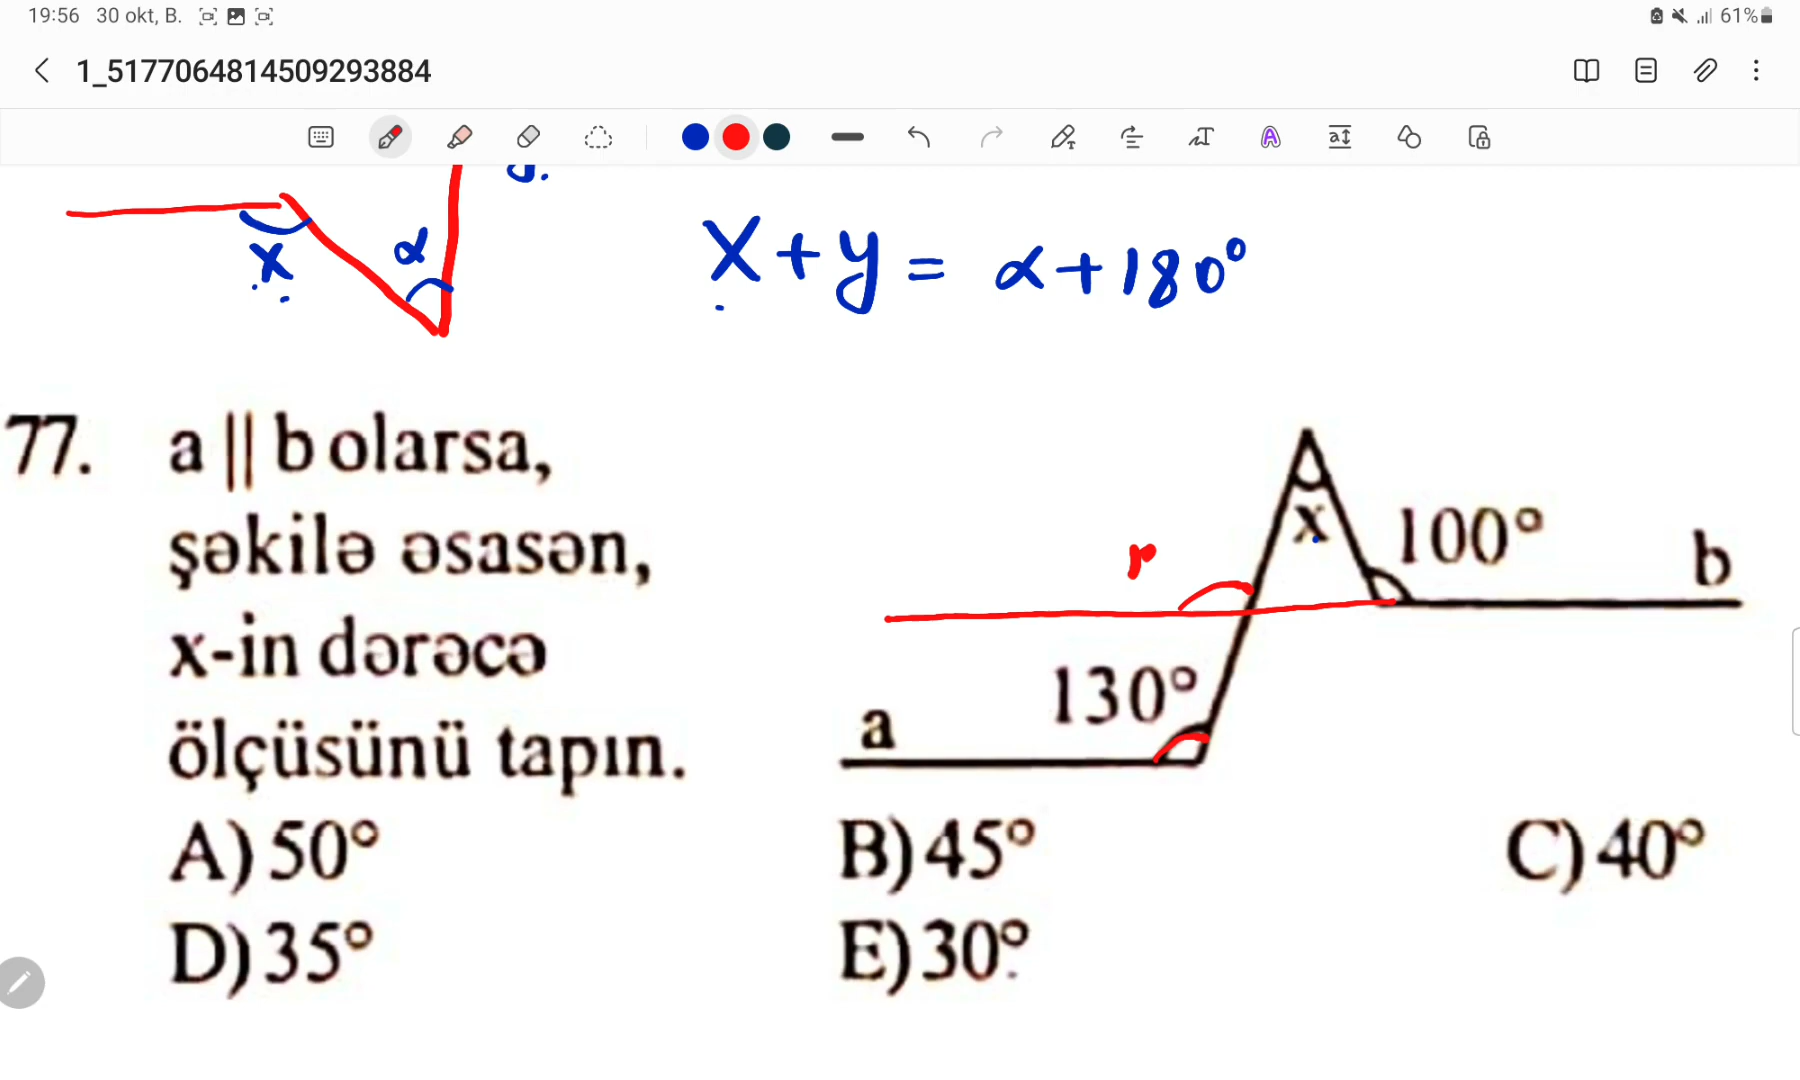 19:56 30 okt, B. 61%
1_5177064814509293884
y.
x α
x+y = α+180°
77. a || b olarsa,
şəkilə əsasən,
x-in dərəcə
ölçüsünü tapın.
x 100° b
130°
a
A) 50° B) 45° C) 40°
D) 35° E) 30°